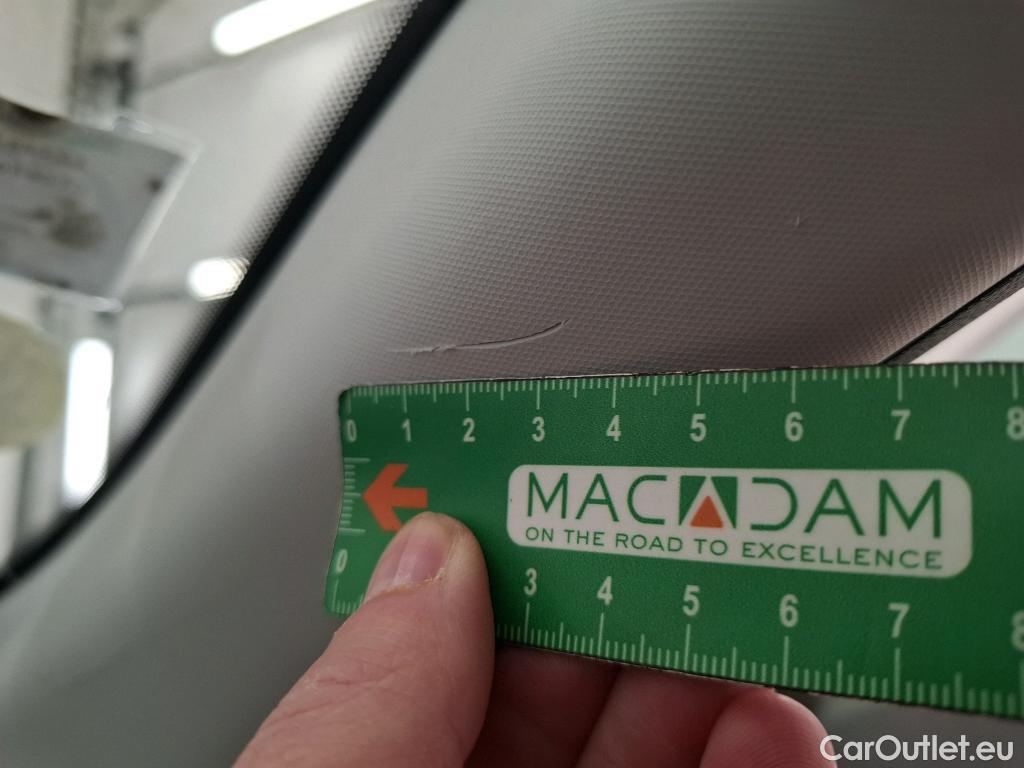 0 1 2 3 4 5 6 7 8
MACADAM
ON THE ROAD TO EXCELLENCE
0 3 4 5 6 7 8
CarOutlet.eu